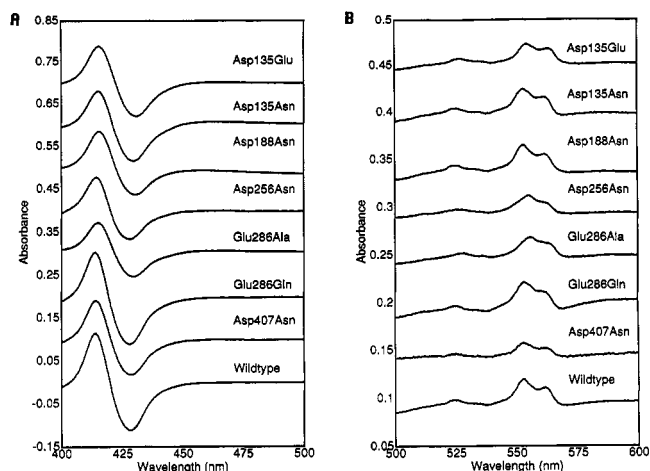 A
0.85
0.75
0.65
0.55
0.45
0.35
0.25
0.15
0.05
-0.05
-0.15
400
425
450
475
500
Absorbance
Wavelength (nm)
Asp135Glu
Asp135Asn
Asp188Asn
Asp256Asn
Glu286Ala
Glu286Gln
Asp407Asn
Wildtype
B
0.5
0.45
0.4
0.35
0.3
0.25
0.2
0.15
0.1
0.05
500
525
550
575
600
Absorbance
Wavelength (nm)
Asp135Glu
Asp135Asn
Asp188Asn
Asp256Asn
Glu286Ala
Glu286Gln
Asp407Asn
Wildtype